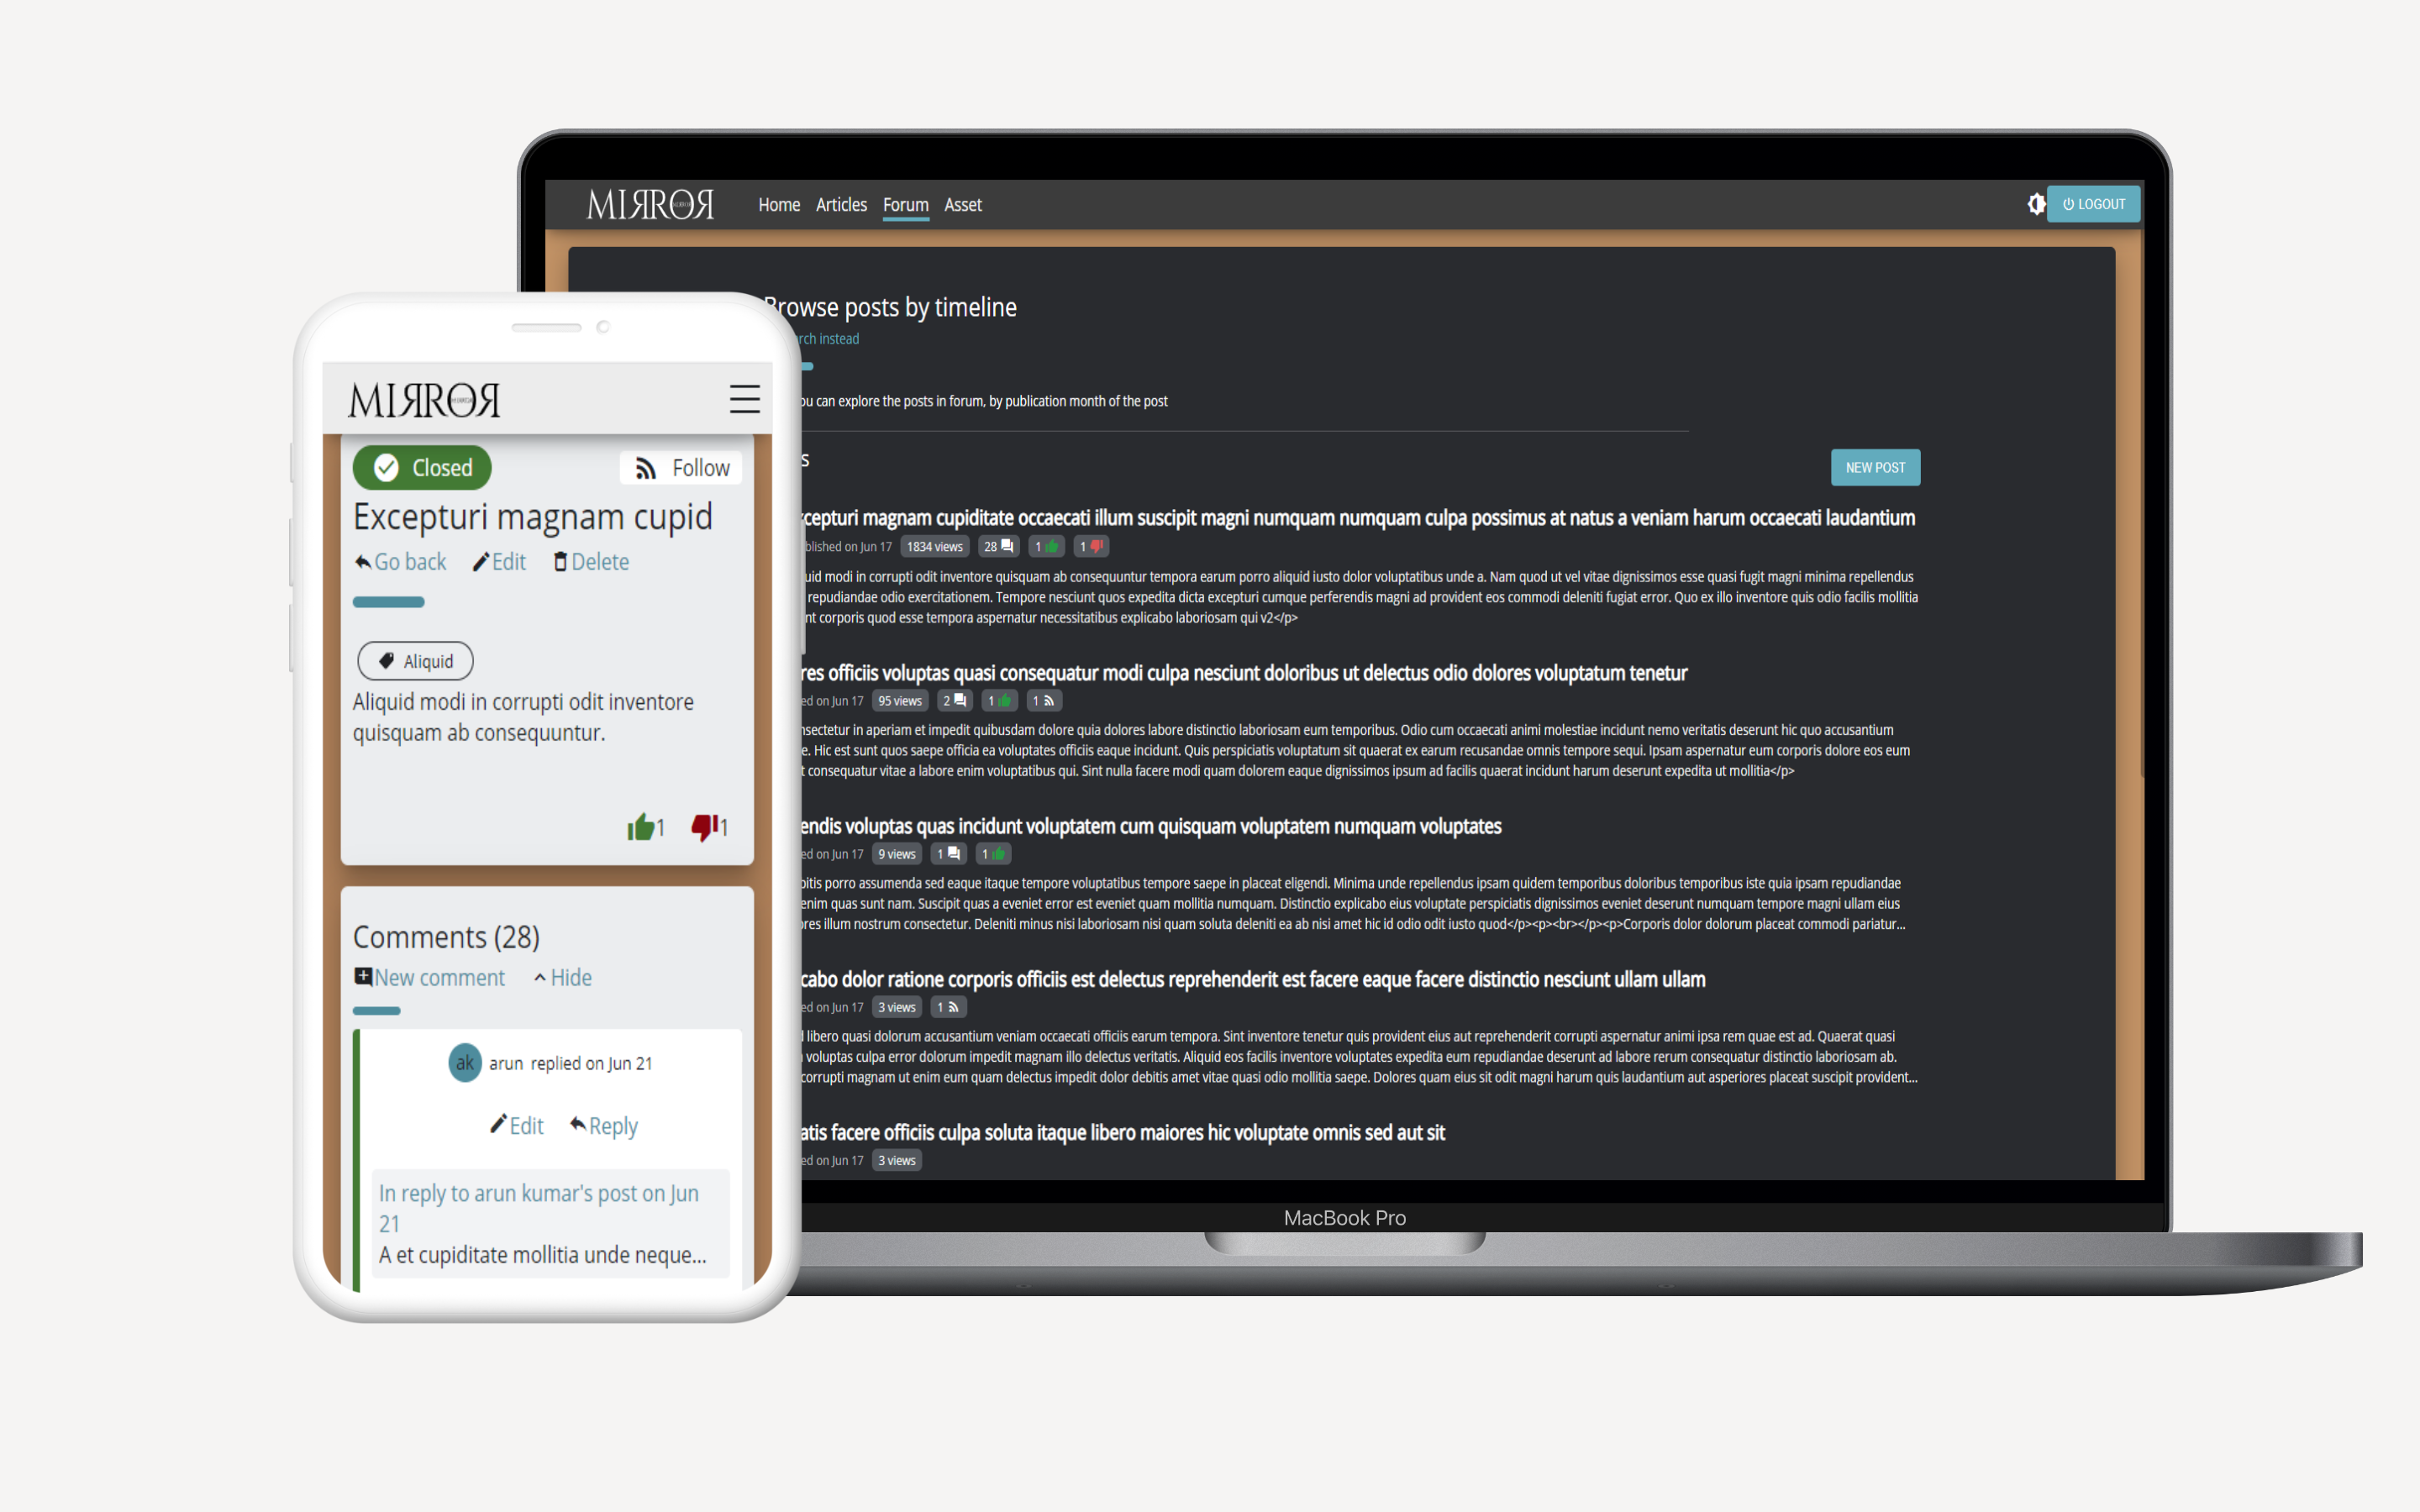 MIRROR
Home Articles Forum Asset
LOGOUT
Browse posts by timeline
instead
can explore the posts in forum, by publication month of the post
NEW POST
magnam cupiditate occaecati illum suscipit magni numquam numquam culpa possimus at natus a veniam harum occaecati laudantium
on Jun 17 1834 views 28 1 1
modi in corrupti odit inventore quisquam ab consequuntur tempora earum porro aliquid iusto dolor voluptatibus unde a. Nam quod ut vel vitae dignissimos esse quasi fugit magni minima repellendus
repudiandae odio exercitationem. Tempore nesciunt quos expedita dicta excepturi cumque perferendis magni ad provident eos commodi deleniti fugiat error. Quo ex illo inventore quis odio facilis mollitia
corporis quod esse tempora aspernatur necessitatibus explicabo laboriosam qui v2</p>
officiis voluptas quasi consequatur modi culpa nesciunt doloribus ut delectus odio dolores voluptatum tenetur
on Jun 17 95 views 2 1 1
in aperiam et impedit quibusdam dolore quia dolores labore distinctio laboriosam eum temporibus. Odio cum occaecati animi molestiae incidunt nemo veritatis deserunt hic quo accusantium
Hic est sunt quos saepe officia ea voluptates officiis eaque incidunt. Quis perspiciatis voluptatum sit quaerat ex earum recusandae omnis tempore sequi. Ipsam aspernatur eum corporis dolore eos eum
consequatur vitae a labore enim voluptatibus qui. Sint nulla facere modi quam dolorem eaque dignissimos ipsum ad facilis quaerat incidunt harum deserunt expedita ut mollitia</p>
voluptas quas incidunt voluptatem cum quisquam voluptatem numquam voluptates
on Jun 17 9 views 1 1
porro assumenda sed eaque itaque tempore voluptatibus tempore saepe in placeat eligendi. Minima unde repellendus ipsam quidem temporibus doloribus temporibus iste quia ipsam repudiandae
enim quas sunt nam. Suscipit quas a eveniet error est eveniet quam mollitia numquam. Distinctio explicabo eius voluptate perspiciatis dignissimos eveniet deserunt numquam tempore magni ullam eius
illum nostrum consectetur. Deleniti minus nisi laboriosam nisi quam soluta deleniti ea ab nisi amet hic id odio odit iusto quod</p><p><br></p><p>Corporis dolor dolorum placeat commodi pariatur...
dolor ratione corporis officiis est delectus reprehenderit est facere eaque facere distinctio nesciunt ullam ullam
on Jun 17 3 views 1
libero quasi dolorum accusantium veniam occaecati officiis earum tempora. Sint inventore tenetur quis provident eius aut reprehenderit corrupti aspernatur animi ipsa rem quae est ad. Quaerat quasi
voluptas culpa error dolorum impedit magnam illo delectus veritatis. Aliquid eos facilis inventore voluptates expedita eum repudiandae deserunt ad labore rerum consequatur distinctio laboriosam ab.
corrupti magnam ut enim eum quam delectus impedit dolor debitis amet vitae quasi odio mollitia saepe. Dolores quam eius sit odit magni harum quis laudantium aut asperiores placeat suscipit provident...
facere officiis culpa soluta itaque libero maiores hic voluptate omnis sed aut sit
on Jun 17 3 views
MacBook Pro
MIRROR
Closed Follow
Excepturi magnam cupid
Go back Edit Delete
Aliquid
Aliquid modi in corrupti odit inventore
quisquam ab consequuntur.
1 1
Comments (28)
New comment Hide
ak arun replied on Jun 21
Edit Reply
In reply to arun kumar's post on Jun
21
A et cupiditate mollitia unde neque...